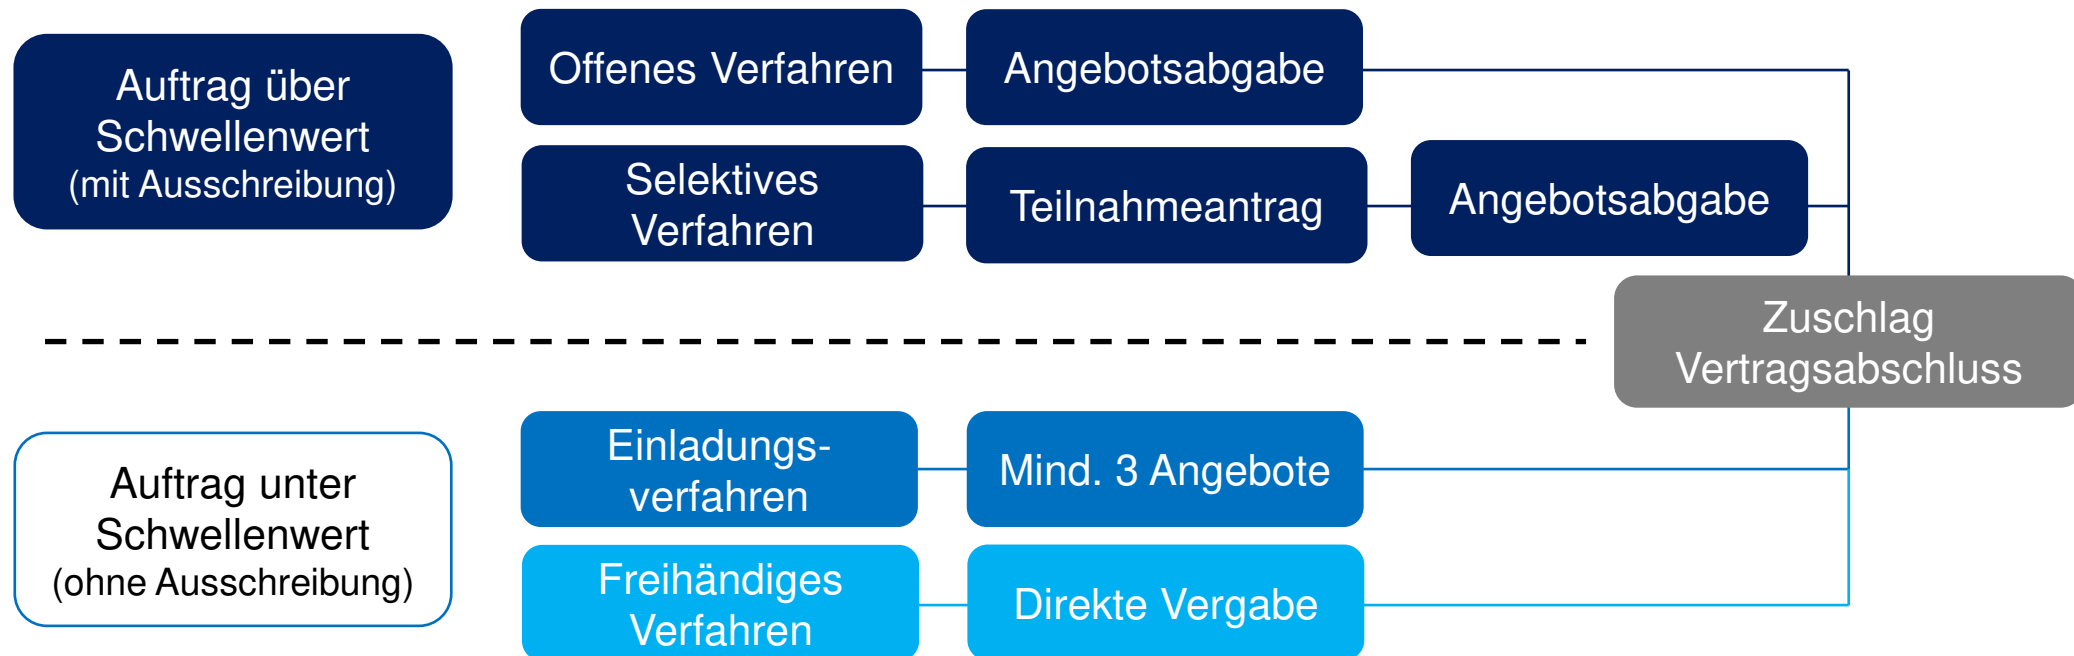 Auftrag über
Schwellenwert
(mit Ausschreibung)
Offenes Verfahren
Angebotsabgabe
Selektives
Verfahren
Teilnahmeantrag
Angebotsabgabe
Zuschlag
Vertragsabschluss
Auftrag unter
Schwellenwert
(ohne Ausschreibung)
Einladungs-
verfahren
Mind. 3 Angebote
Freihändiges
Verfahren
Direkte Vergabe